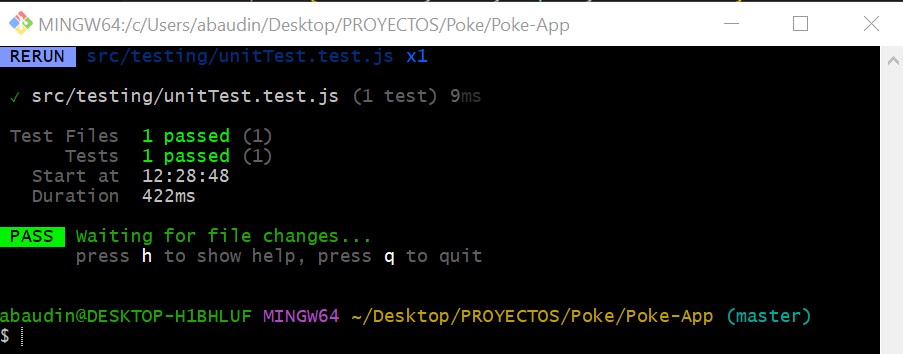 MINGW64:/c/Users/abaudin/Desktop/PROYECTOS/Poke/Poke-App
RERUN src/testing/unitTest.test.js x1
✓ src/testing/unitTest.test.js (1 test) 9ms
Test Files 1 passed (1)
Tests 1 passed (1)
Start at 12:28:48
Duration 422ms
PASS Waiting for file changes...
press h to show help, press q to quit
abaudin@DESKTOP-H1BHLUF MINGW64 ~/Desktop/PROYECTOS/Poke/Poke-App (master)
$